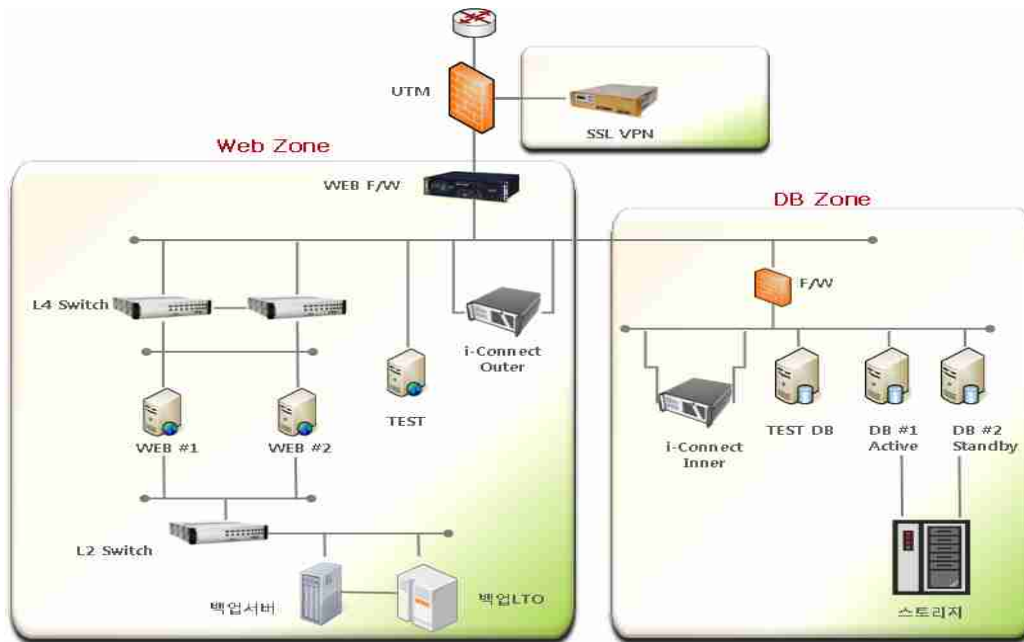 UTM
SSL VPN
Web Zone
WEB F/W
DB Zone
L4 Switch
F/W
i-Connect
Outer
TEST
WEB #1
WEB #2
i-Connect
Inner
TEST DB
DB #1
Active
DB #2
Standby
L2 Switch
백업서버
백업LTO
스토리지